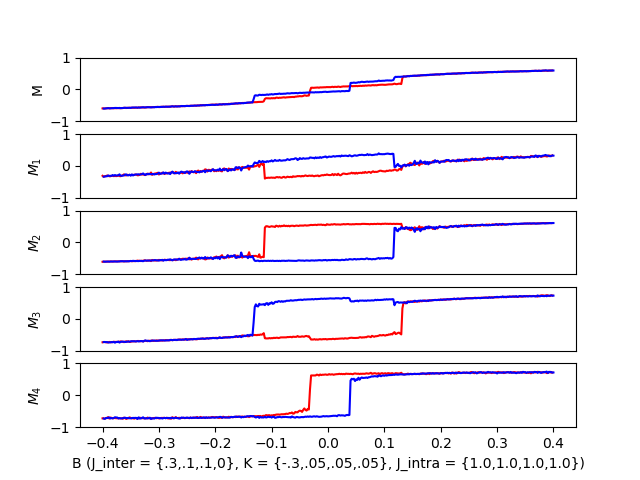 1
M 0
−1
1
M₁ 0
−1
1
M₂ 0
−1
1
M₃ 0
−1
1
M₄ 0
−1
−0.4 −0.3 −0.2 −0.1 0.0 0.1 0.2 0.3 0.4
B (J_inter = {.3,.1,.1,0}, K = {-.3,.05,.05,.05}, J_intra = {1.0,1.0,1.0,1.0})